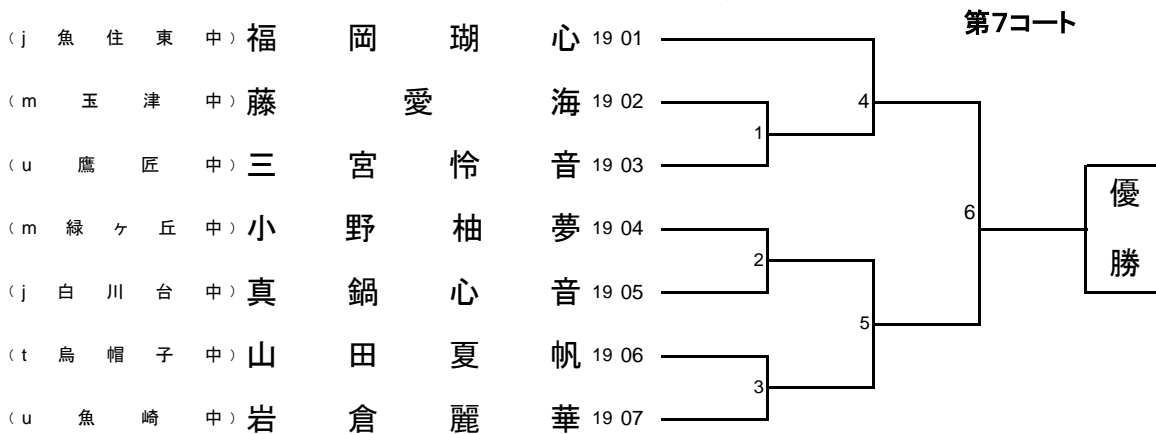 第7コート
（j 魚住東中）福岡瑚心 19 01
（m 玉津中）藤愛海 19 02
（u 鷹匠中）三宮怜音 19 03
（m 緑ヶ丘中）小野柚夢 19 04
（j 白川台中）真鍋心音 19 05
（t 烏帽子中）山田夏帆 19 06
（u 魚崎中）岩倉麗華 19 07
1
2
3
4
5
6
優勝